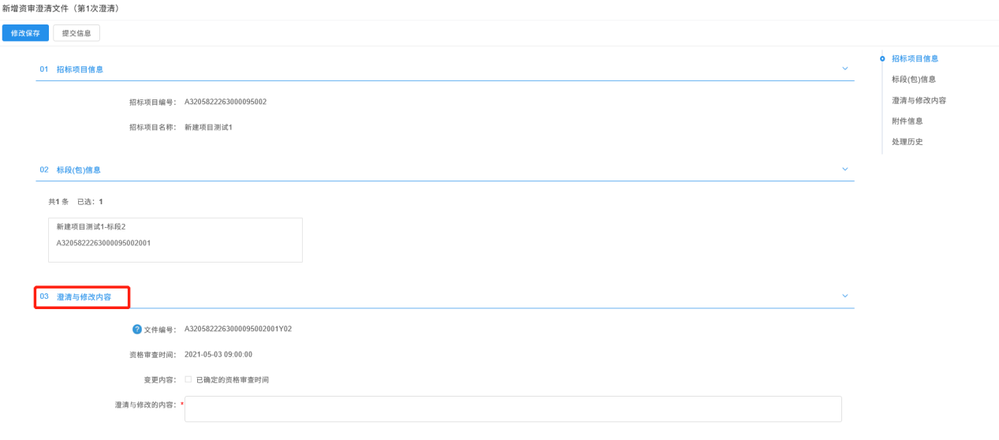 新增资审澄清文件（第1次澄清）
修改保存 提交信息
01 招标项目信息
招标项目编号： A3205822263000095002
招标项目名称： 新建项目测试1
02 标段(包)信息
共1 条 已选：1
新建项目测试1-标段2
A3205822263000095002001
03 澄清与修改内容
? 文件编号： A3205822263000095002001Y02
资格审查时间： 2021-05-03 09:00:00
变更内容： 已确定的资格审查时间
澄清与修改的内容：*
招标项目信息
标段(包)信息
澄清与修改内容
附件信息
处理历史